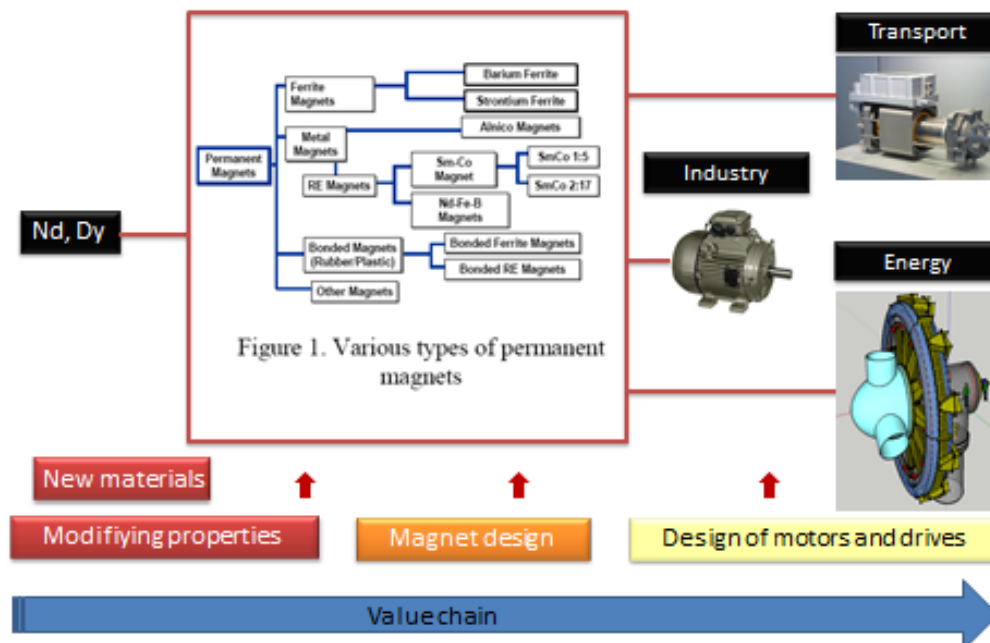 Transport
Barium Ferrite
Ferrite
Magnets
Strontium Ferrite
Alnico Magnets
Metal
Magnets
Permanent
Magnets
Sm-Co
Magnet
SmCo 1:5
SmCo 2:17
RE Magnets
Nd-Fe-B
Magnets
Industry
Nd, Dy
Bonded Magnets
(Rubber/Plastic)
Bonded Ferrite Magnets
Bonded RE Magnets
Other Magnets
Energy
Figure 1. Various types of permanent
magnets
New materials
Modifiying properties
Magnet design
Design of motors and drives
Value chain